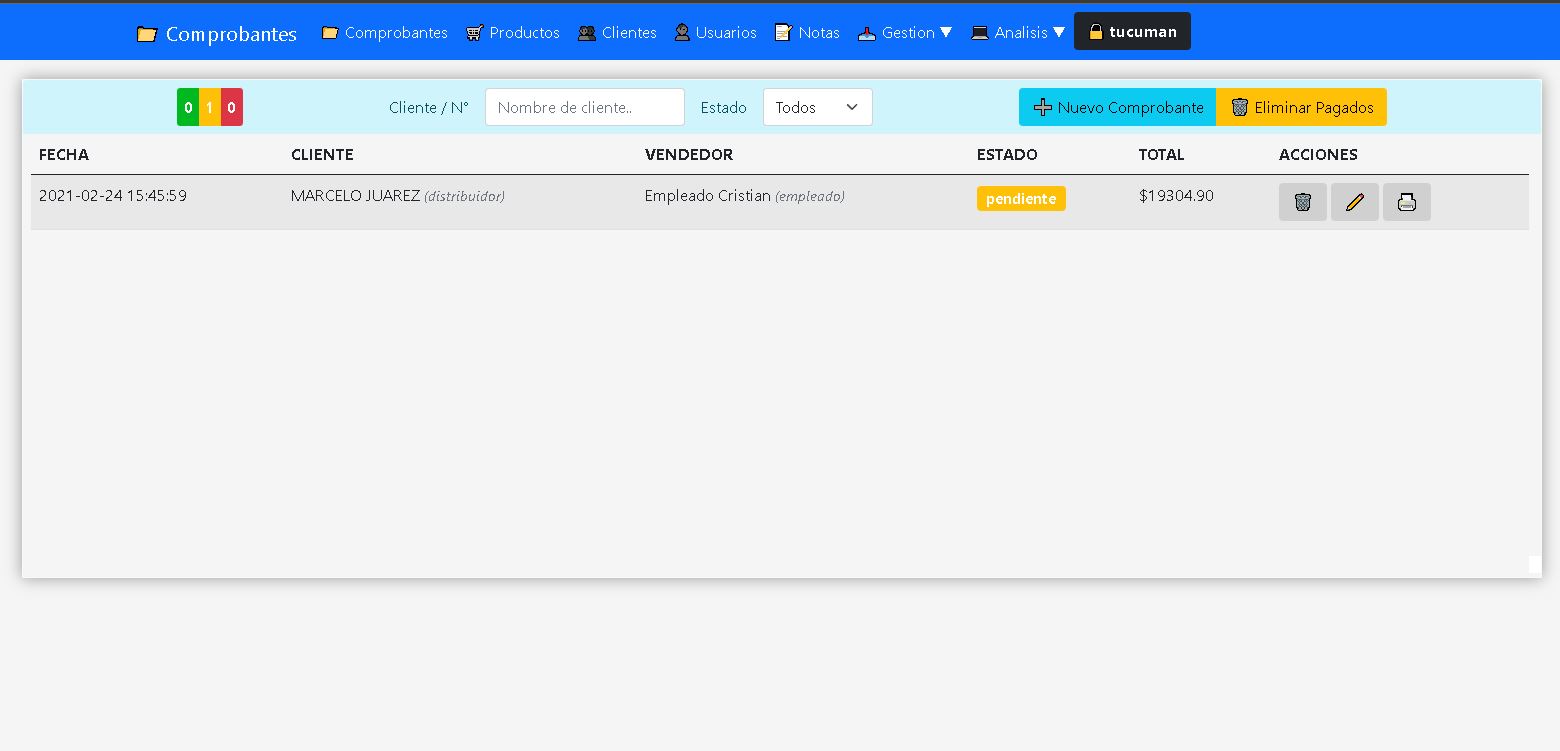 Comprobantes Comprobantes Productos Clientes Usuarios Notas Gestion ▼ Analisis ▼ tucuman
0 1 0 Cliente / N° Nombre de cliente.. Estado Todos Nuevo Comprobante Eliminar Pagados
FECHA CLIENTE VENDEDOR ESTADO TOTAL ACCIONES
2021-02-24 15:45:59 MARCELO JUAREZ (distribuidor) Empleado Cristian (empleado) pendiente $19304.90